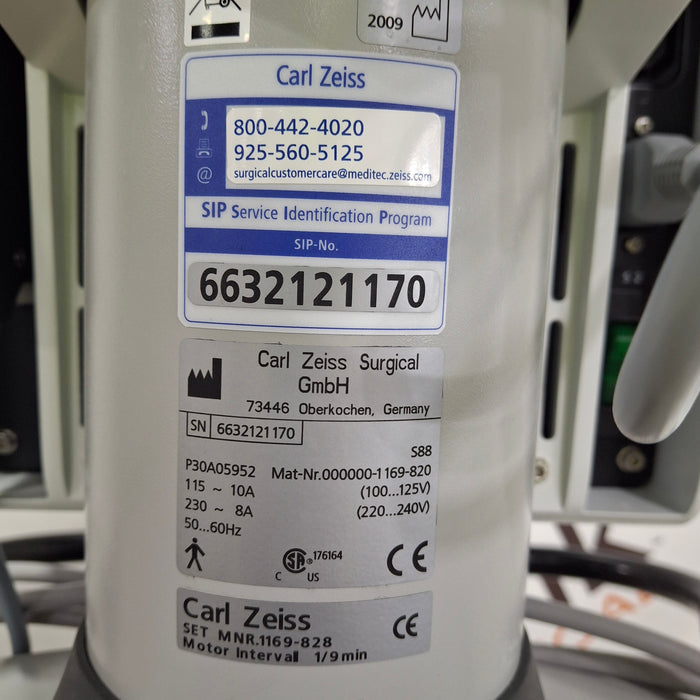 2009
Carl Zeiss
800-442-4020
925-560-5125
@ surgicalcustomercare@meditec.zeiss.com
SIP Service Identification Program
SIP-No.
6632121170
Carl Zeiss Surgical
GmbH
73446 Oberkochen, Germany
SN 6632121170
S88
P30A05952 Mat-Nr.000000-1169-820
115 ~ 10A (100...125V)
230 ~ 8A (220...240V)
50...60Hz
SA ® 176164 CE
C US
Carl Zeiss
SET MNR.1169-828 CE
Motor Interval 1/9min